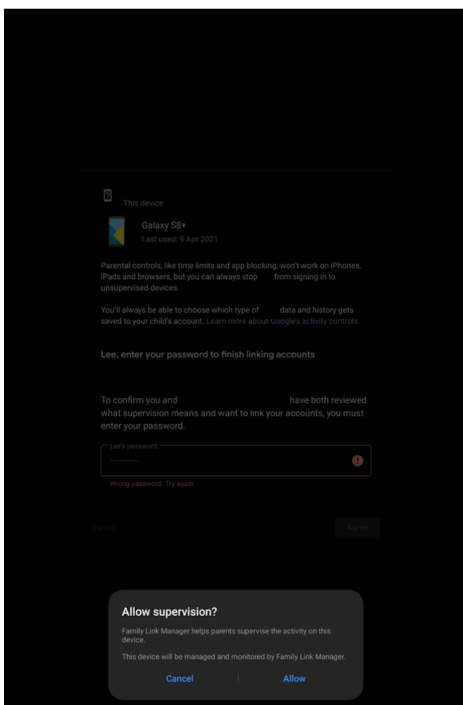 This device
Galaxy S8+
Last used: 9 Apr 2021
Parental controls, like time limits and app blocking, won't work on iPhones,
iPads and browsers, but you can always stop from signing in to
unsupervised devices.
You'll always be able to choose which type of data and history gets
saved to your child's account. Learn more about Google's activity controls.
Lee, enter your password to finish linking accounts
To confirm you and have both reviewed
what supervision means and want to link your accounts, you must
enter your password.
Lee's password
Wrong password. Try again.
Cancel Agree
Allow supervision?
Family Link Manager helps parents supervise the activity on this
device.
This device will be managed and monitored by Family Link Manager.
Cancel Allow